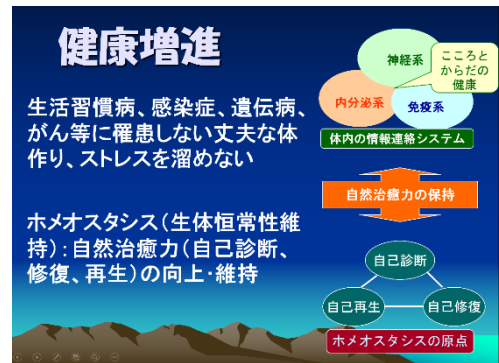 健康増進
生活習慣病、感染症、遺伝病、
がん等に罹患しない丈夫な体
作り、ストレスを溜めない
ホメオスタシス(生体恒常性維
持):自然治癒力(自己診断、
修復、再生)の向上・維持
神経系
こころと
からだの
健康
内分泌系
免疫系
体内の情報連絡システム
自然治癒力の保持
自己診断
自己再生
自己修復
ホメオスタシスの原点